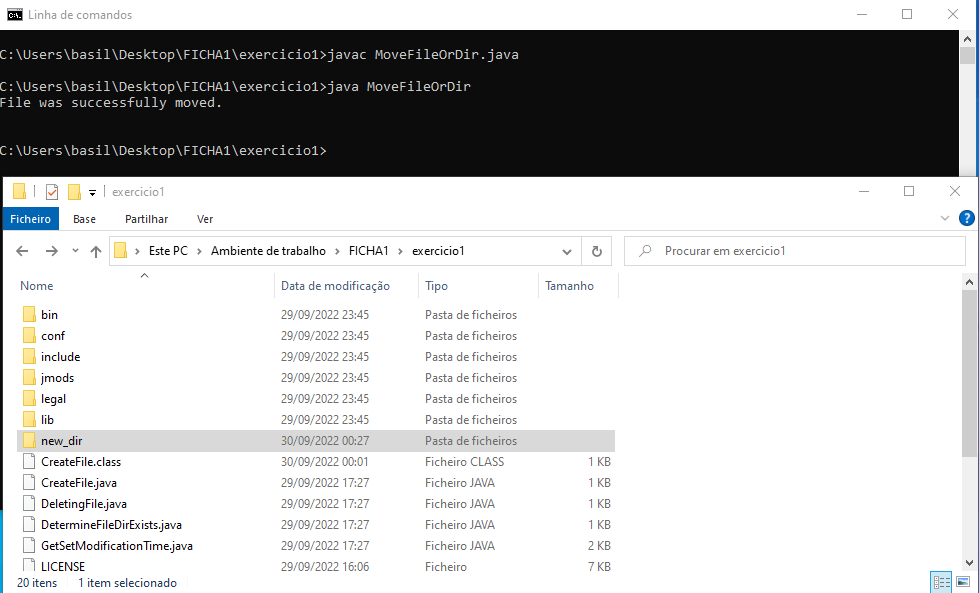 Linha de comandos
C:\Users\basil\Desktop\FICHA1\exercicio1>javac MoveFileOrDir.java
C:\Users\basil\Desktop\FICHA1\exercicio1>java MoveFileOrDir
File was successfully moved.
C:\Users\basil\Desktop\FICHA1\exercicio1>
exercicio1
Ficheiro Base Partilhar Ver
Este PC > Ambiente de trabalho > FICHA1 > exercicio1 Procurar em exercicio1
Nome Data de modificação Tipo Tamanho
bin 29/09/2022 23:45 Pasta de ficheiros
conf 29/09/2022 23:45 Pasta de ficheiros
include 29/09/2022 23:45 Pasta de ficheiros
jmods 29/09/2022 23:45 Pasta de ficheiros
legal 29/09/2022 23:45 Pasta de ficheiros
lib 29/09/2022 23:45 Pasta de ficheiros
new_dir 30/09/2022 00:27 Pasta de ficheiros
CreateFile.class 30/09/2022 00:01 Ficheiro CLASS 1 KB
CreateFile.java 29/09/2022 17:27 Ficheiro JAVA 1 KB
DeletingFile.java 29/09/2022 17:27 Ficheiro JAVA 1 KB
DetermineFileDirExists.java 29/09/2022 17:27 Ficheiro JAVA 1 KB
GetSetModificationTime.java 29/09/2022 17:27 Ficheiro JAVA 2 KB
LICENSE 29/09/2022 16:06 Ficheiro 7 KB
20 itens 1 item selecionado